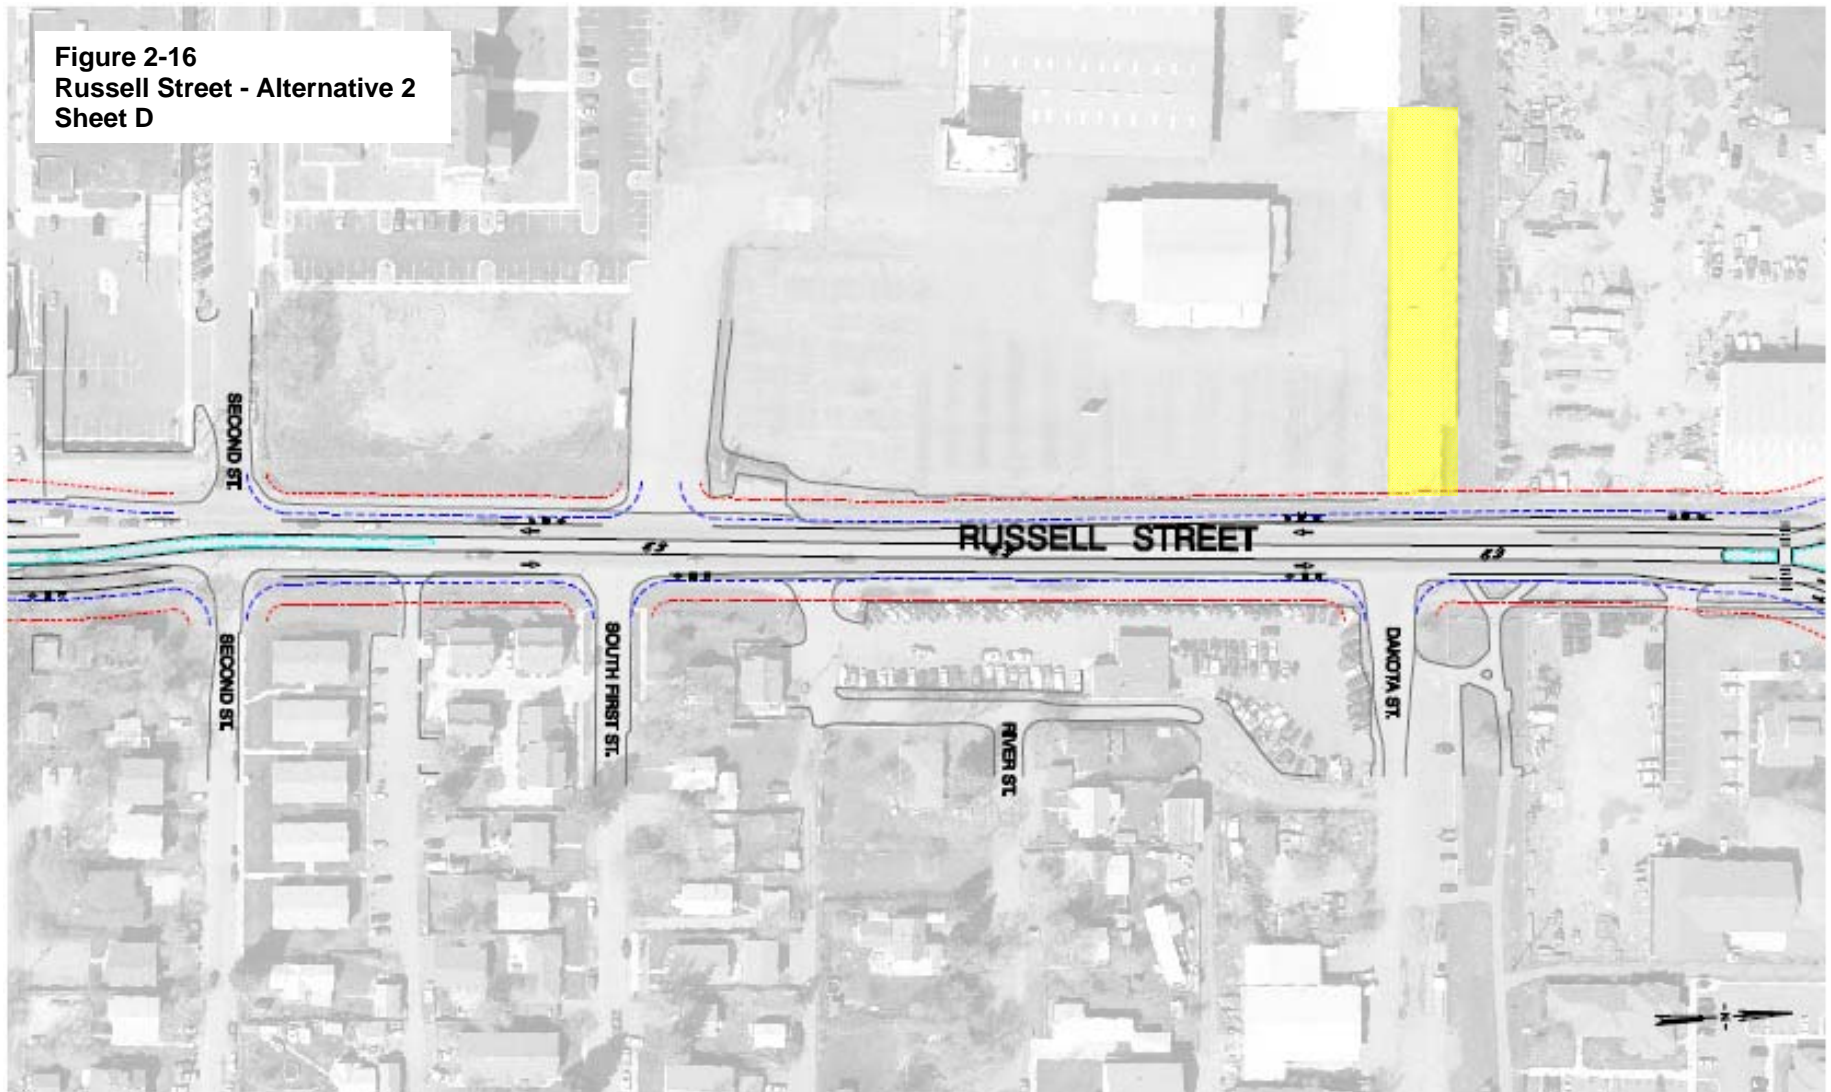 Figure 2-16
Russell Street - Alternative 2
Sheet D
SECOND ST.
RUSSELL STREET
SECOND ST.
SOUTH FIRST ST.
RIVER ST.
DAKOTA ST.
-N-